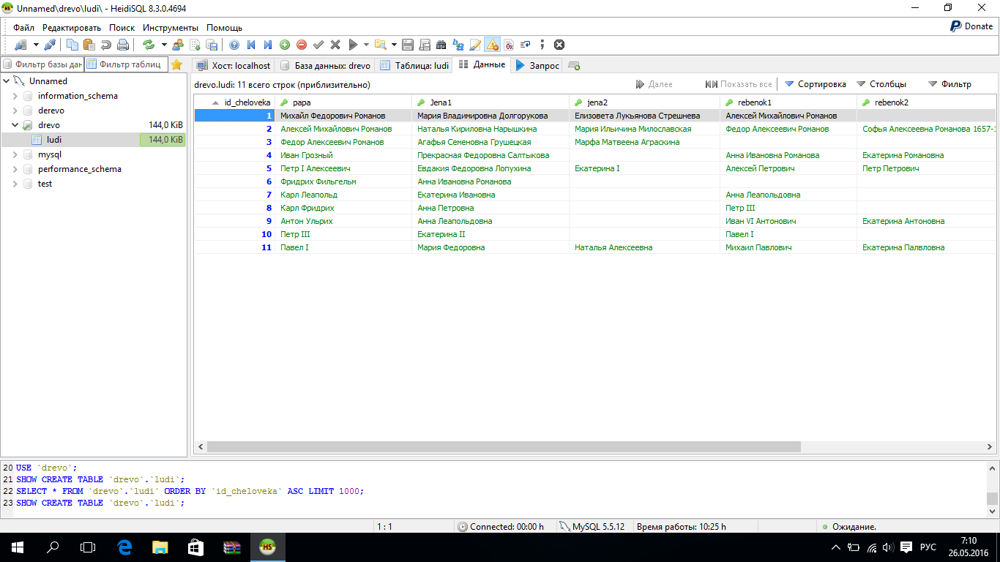 Unnamed\drevo\ludi\ - HeidiSQL 8.3.0.4694
Файл Редактировать Поиск Инструменты Помощь
Donate
Фильтр базы дан Фильтр таблиц
Хост: localhost База данных: drevo Таблица: ludi Данные Запрос
Unnamed
information_schema
derevo
drevo 144,0 KiB
ludi 144,0 KiB
mysql
performance_schema
test
drevo.ludi: 11 всего строк (приблизительно) Далее Показать все Сортировка Столбцы Фильтр
id_cheloveka papa Jena1 jena2 rebenok1 rebenok2
1 Михайл Федорович Романов Мария Владимировна Долгорукова Елизовета Лукьянова Стрешнева Алексей Михайлович Романов
2 Алексей Михайлович Романов Наталья Кириловна Нарышкина Мария Ильичина Милославская Федор Алексеевич Романов Софья Алексеевна Романова 1657-1
3 Федор Алексеевич Романов Агафья Семеновна Грушецкая Марфа Матвеена Аграскина
4 Иван Грозный Прекрасная Федоровна Салтыкова Анна Ивановна Романова Екатерина Романовна
5 Петр I Алексеевич Евдакия Федоровна Лопухина Екатерина I Алексей Петрович Петр Петрович
6 Фридрих Фильгельм Анна Ивановна Романова
7 Карл Леапольд Екатерина Ивановна Анна Леапольдовна
8 Карл Фридрих Анна Петровна Петр III
9 Антон Ульрих Анна Леапольдовна Иван VI Антонович Екатерина Антоновна
10 Петр III Екатерина II Павел I
11 Павел I Мария Федоровна Наталья Алексеевна Михаил Павлович Екатерина Палвловна
20 USE `drevo`;
21 SHOW CREATE TABLE `drevo`.`ludi`;
22 SELECT * FROM `drevo`.`ludi` ORDER BY `id_cheloveka` ASC LIMIT 1000;
23 SHOW CREATE TABLE `drevo`.`ludi`;
1 : 1 Connected: 00:00 h MySQL 5.5.12 Время работы: 10:25 h Ожидание.
HS РУС 7:10
26.05.2016